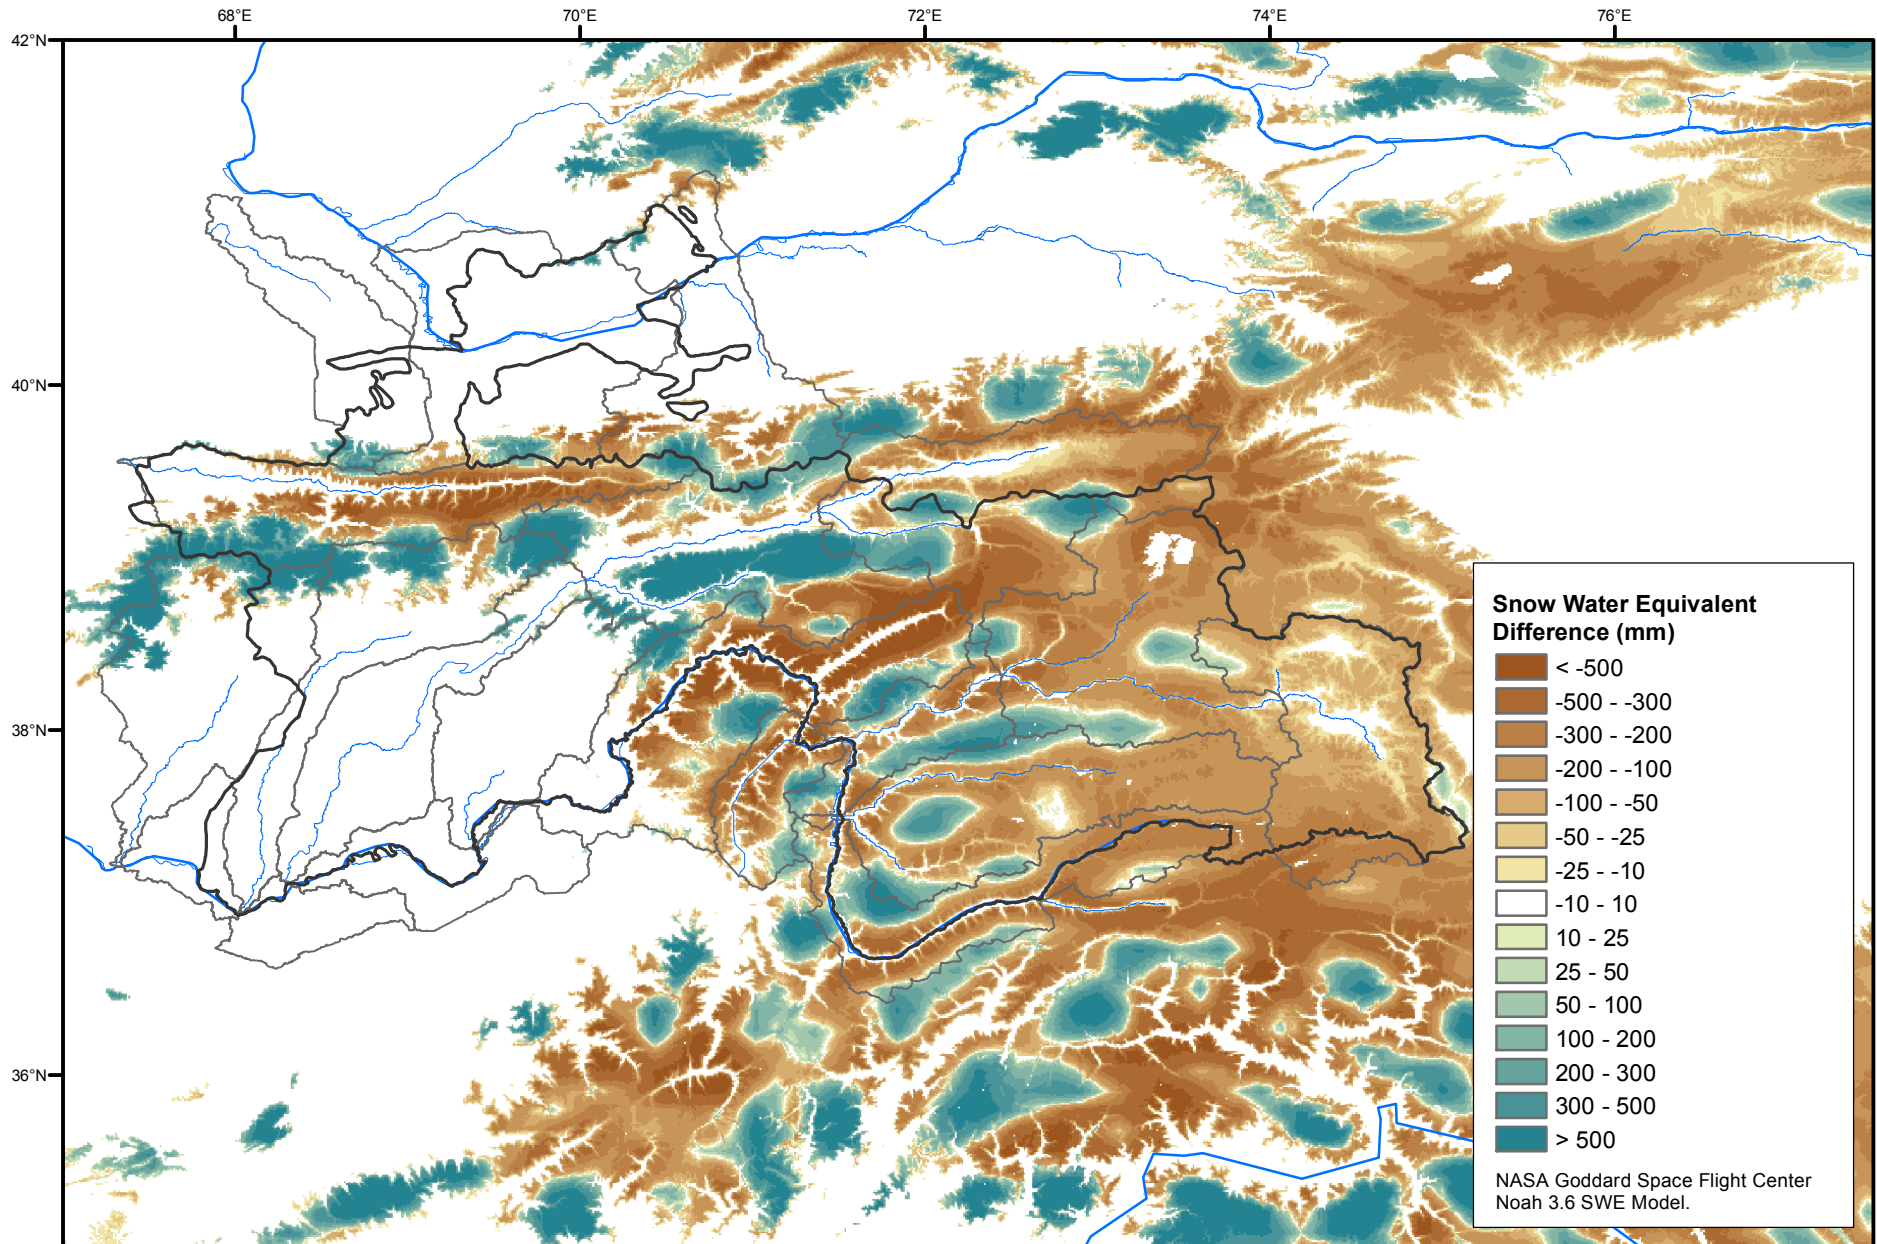 68°E
70°E
72°E
74°E
76°E
42°N
40°N
38°N
36°N
Snow Water Equivalent
Difference (mm)
< -500
-500 - -300
-300 - -200
-200 - -100
-100 - -50
-50 - -25
-25 - -10
-10 - 10
10 - 25
25 - 50
50 - 100
100 - 200
200 - 300
300 - 500
> 500
NASA Goddard Space Flight Center
Noah 3.6 SWE Model.